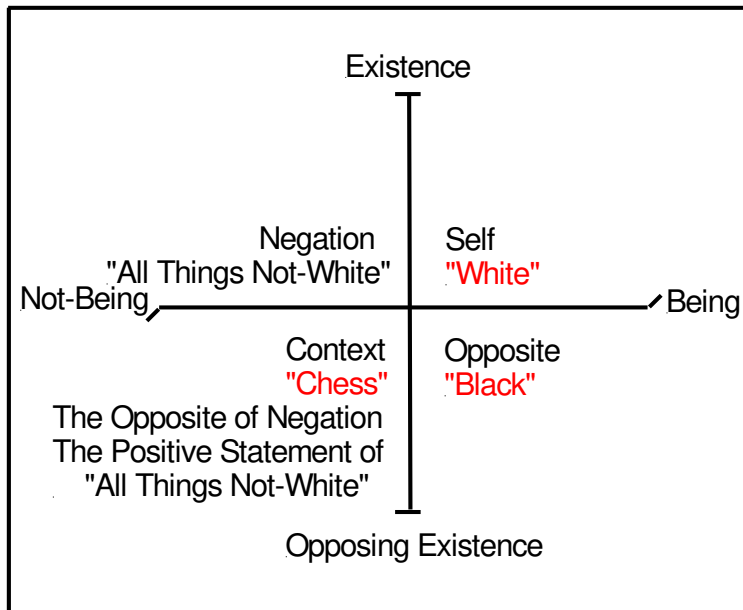 Existence
Negation
"All Things Not-White"
Self
"White"
Not-Being
Being
Context
"Chess"
Opposite
"Black"
The Opposite of Negation
The Positive Statement of
"All Things Not-White"
Opposing Existence